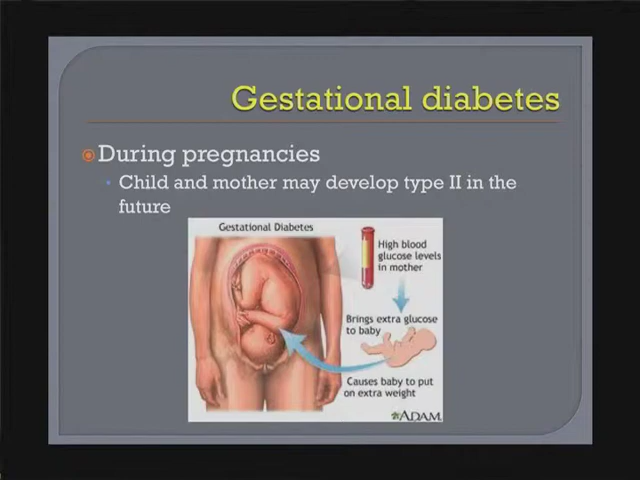 Gestational diabetes
During pregnancies
Child and mother may develop type II in the
future
Gestational Diabetes
High blood
glucose levels
in mother
Brings extra glucose
to baby
Causes baby to put
on extra weight
ADAM.